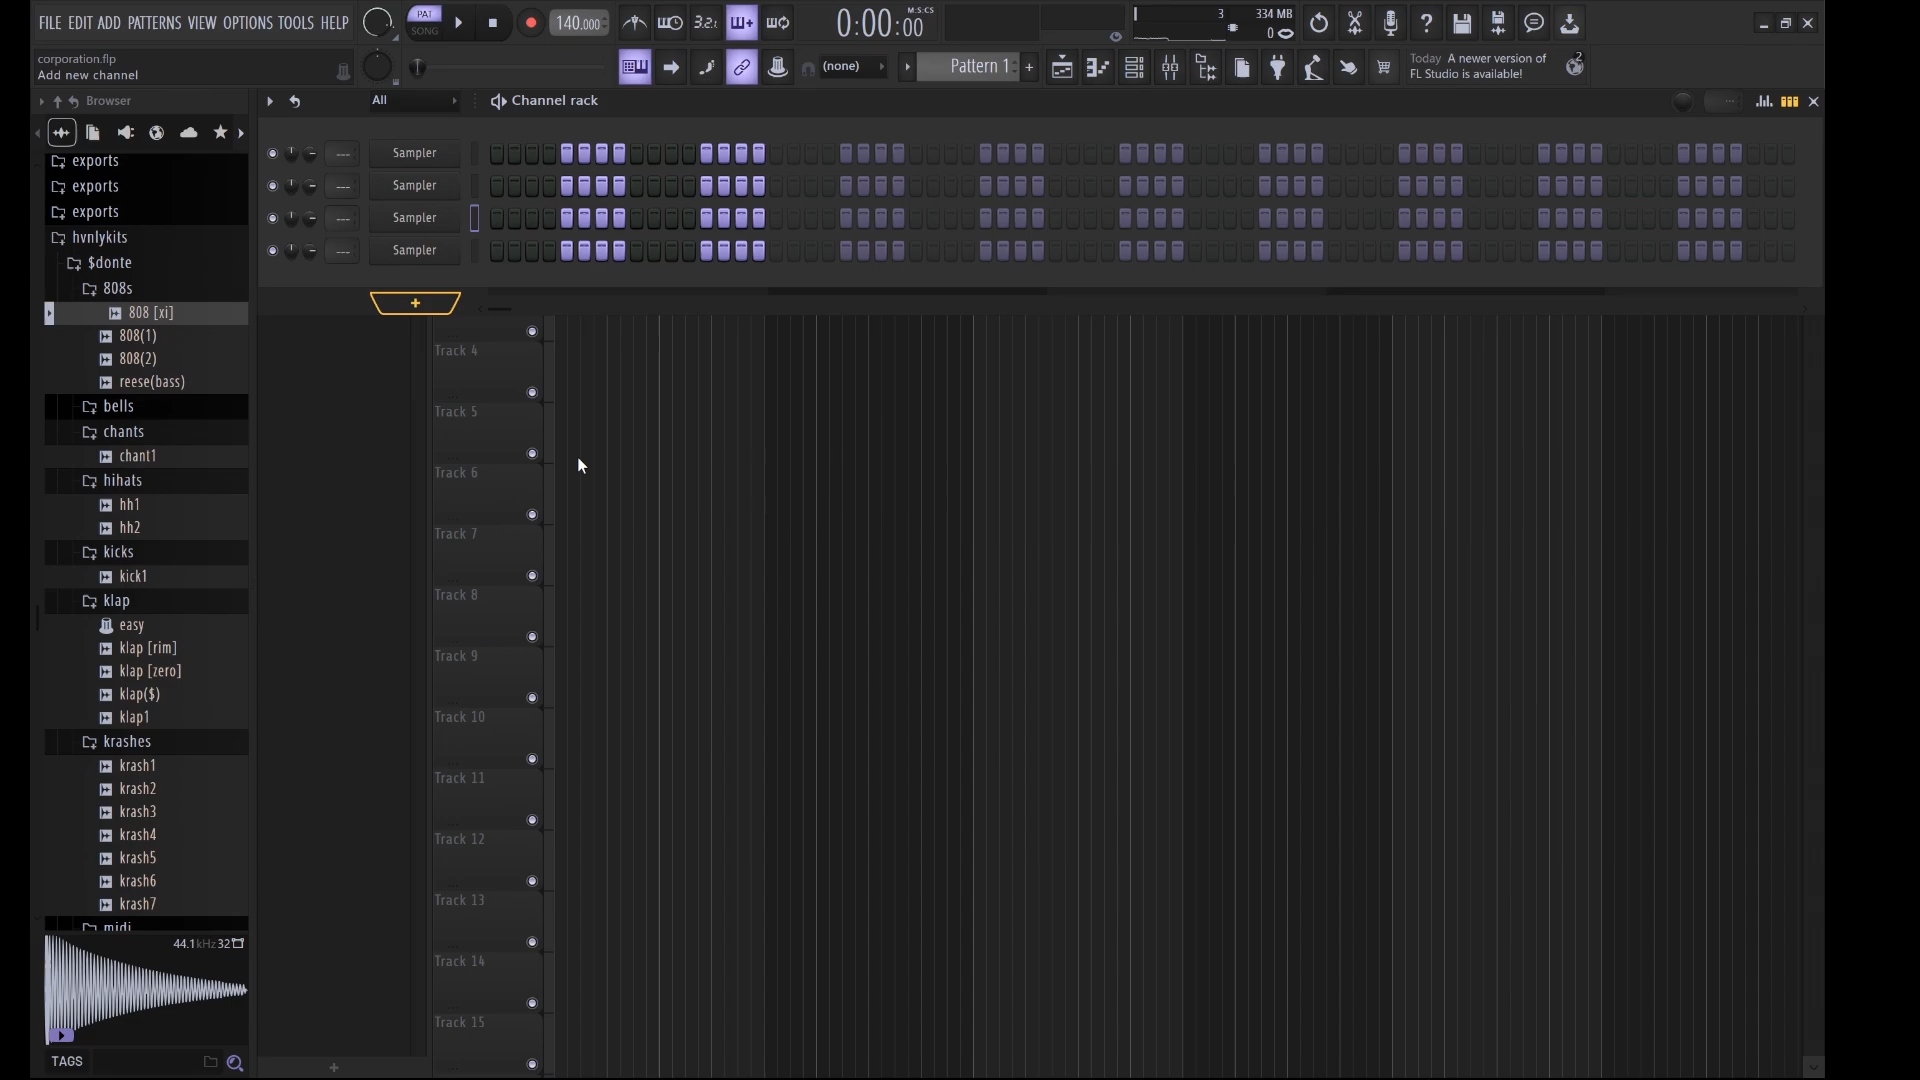 FILE EDIT ADD PATTERNS VIEW OPTIONS TOOLS HELP
PAT
SONG
140.000
3.2.1
0:00:00
M:S:CS
3
334 MB
0
corporation.flp
Add new channel
(none)
Pattern 1
Today A newer version of
FL Studio is available!
2
Browser
All
Channel rack
Sampler
Sampler
Sampler
Sampler
exports
exports
exports
hvnlykits
$donte
808s
808 [xi]
808(1)
808(2)
reese(bass)
bells
chants
chant1
hihats
hh1
hh2
kicks
kick1
klap
easy
klap [rim]
klap [zero]
klap($)
klap1
krashes
krash1
krash2
krash3
krash4
krash5
krash6
krash7
midi
44.1kHz 32
TAGS
Track 4
Track 5
Track 6
Track 7
Track 8
Track 9
Track 10
Track 11
Track 12
Track 13
Track 14
Track 15